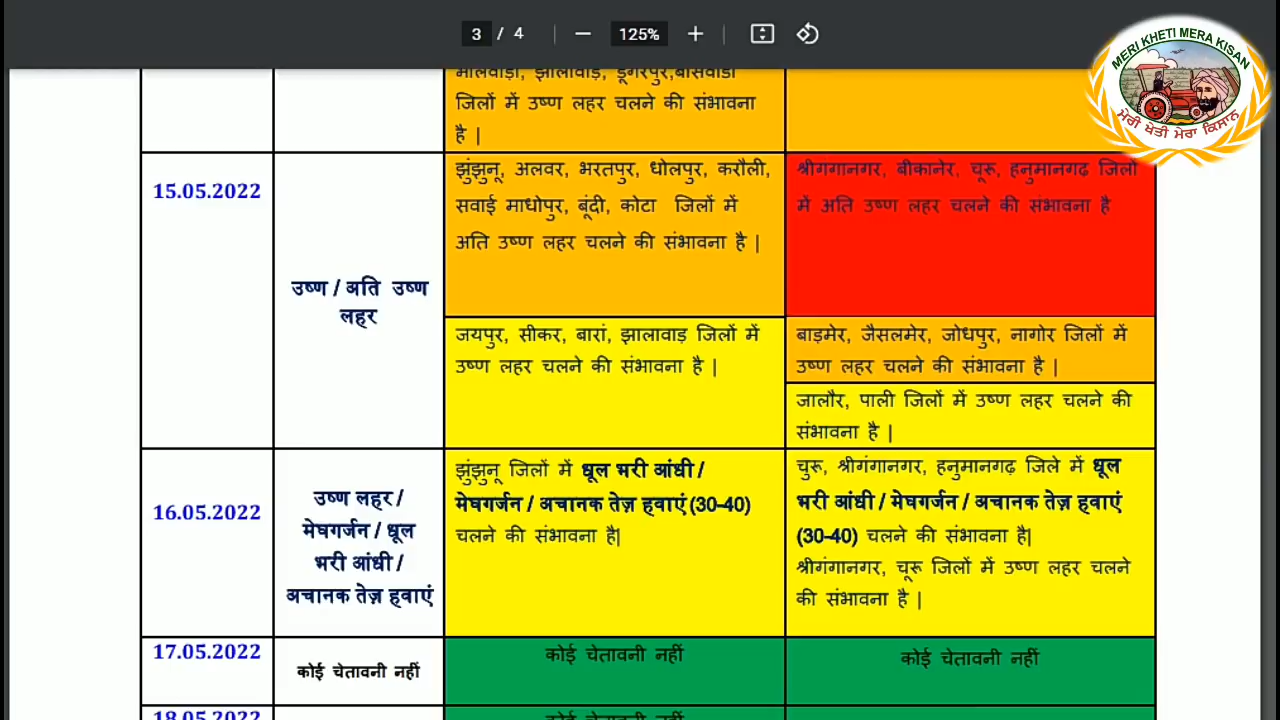 3 / 4
125%
MERI KHETI MERA KISAN
ਮੇਰੀ ਖੇਤੀ ਮੇਰਾ ਕਿਸਾਨ
झालावाड़, डूंगरपुर,बांसवाडा
जिलों में उष्ण लहर चलने की संभावना
है |
15.05.2022
उष्ण / अति उष्ण
लहर
झुंझुनू, अलवर, भरतपुर, धोलपुर, करौली,
सवाई माधोपुर, बूंदी, कोटा जिलों में
अति उष्ण लहर चलने की संभावना है |
श्रीगंगानगर, बीकानेर, चूरू, हनुमानगढ़ जिलों
में अति उष्ण लहर चलने की संभावना है
जयपुर, सीकर, बारां, झालावाड़ जिलों में
उष्ण लहर चलने की संभावना है |
बाड़मेर, जैसलमेर, जोधपुर, नागोर जिलों में
उष्ण लहर चलने की संभावना है |
जालौर, पाली जिलों में उष्ण लहर चलने की
संभावना है |
16.05.2022
उष्ण लहर /
मेघगर्जन / धूल
भरी आंधी /
अचानक तेज़ हवाएं
झुंझुनू जिलों में धूल भरी आंधी /
मेघगर्जन / अचानक तेज़ हवाएं (30-40)
चलने की संभावना है|
चुरू, श्रीगंगानगर, हनुमानगढ़ जिले में धूल
भरी आंधी / मेघगर्जन / अचानक तेज़ हवाएं
(30-40) चलने की संभावना है|
श्रीगंगानगर, चूरू जिलों में उष्ण लहर चलने
की संभावना है |
17.05.2022
कोई चेतावनी नहीं
कोई चेतावनी नहीं
कोई चेतावनी नहीं
18.05.2022
कोई चेतावनी नहीं